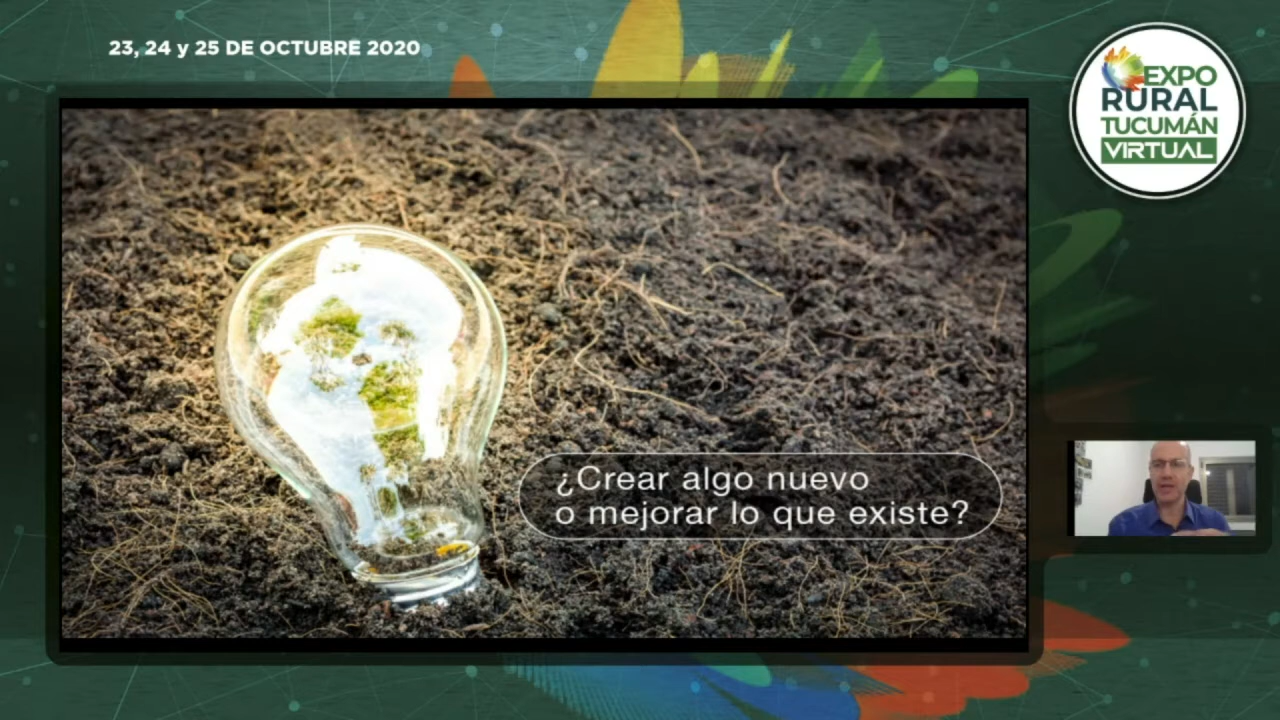 23, 24 y 25 DE OCTUBRE 2020
EXPO
RURAL
TUCUMÁN
VIRTUAL
¿Crear algo nuevo
o mejorar lo que existe?